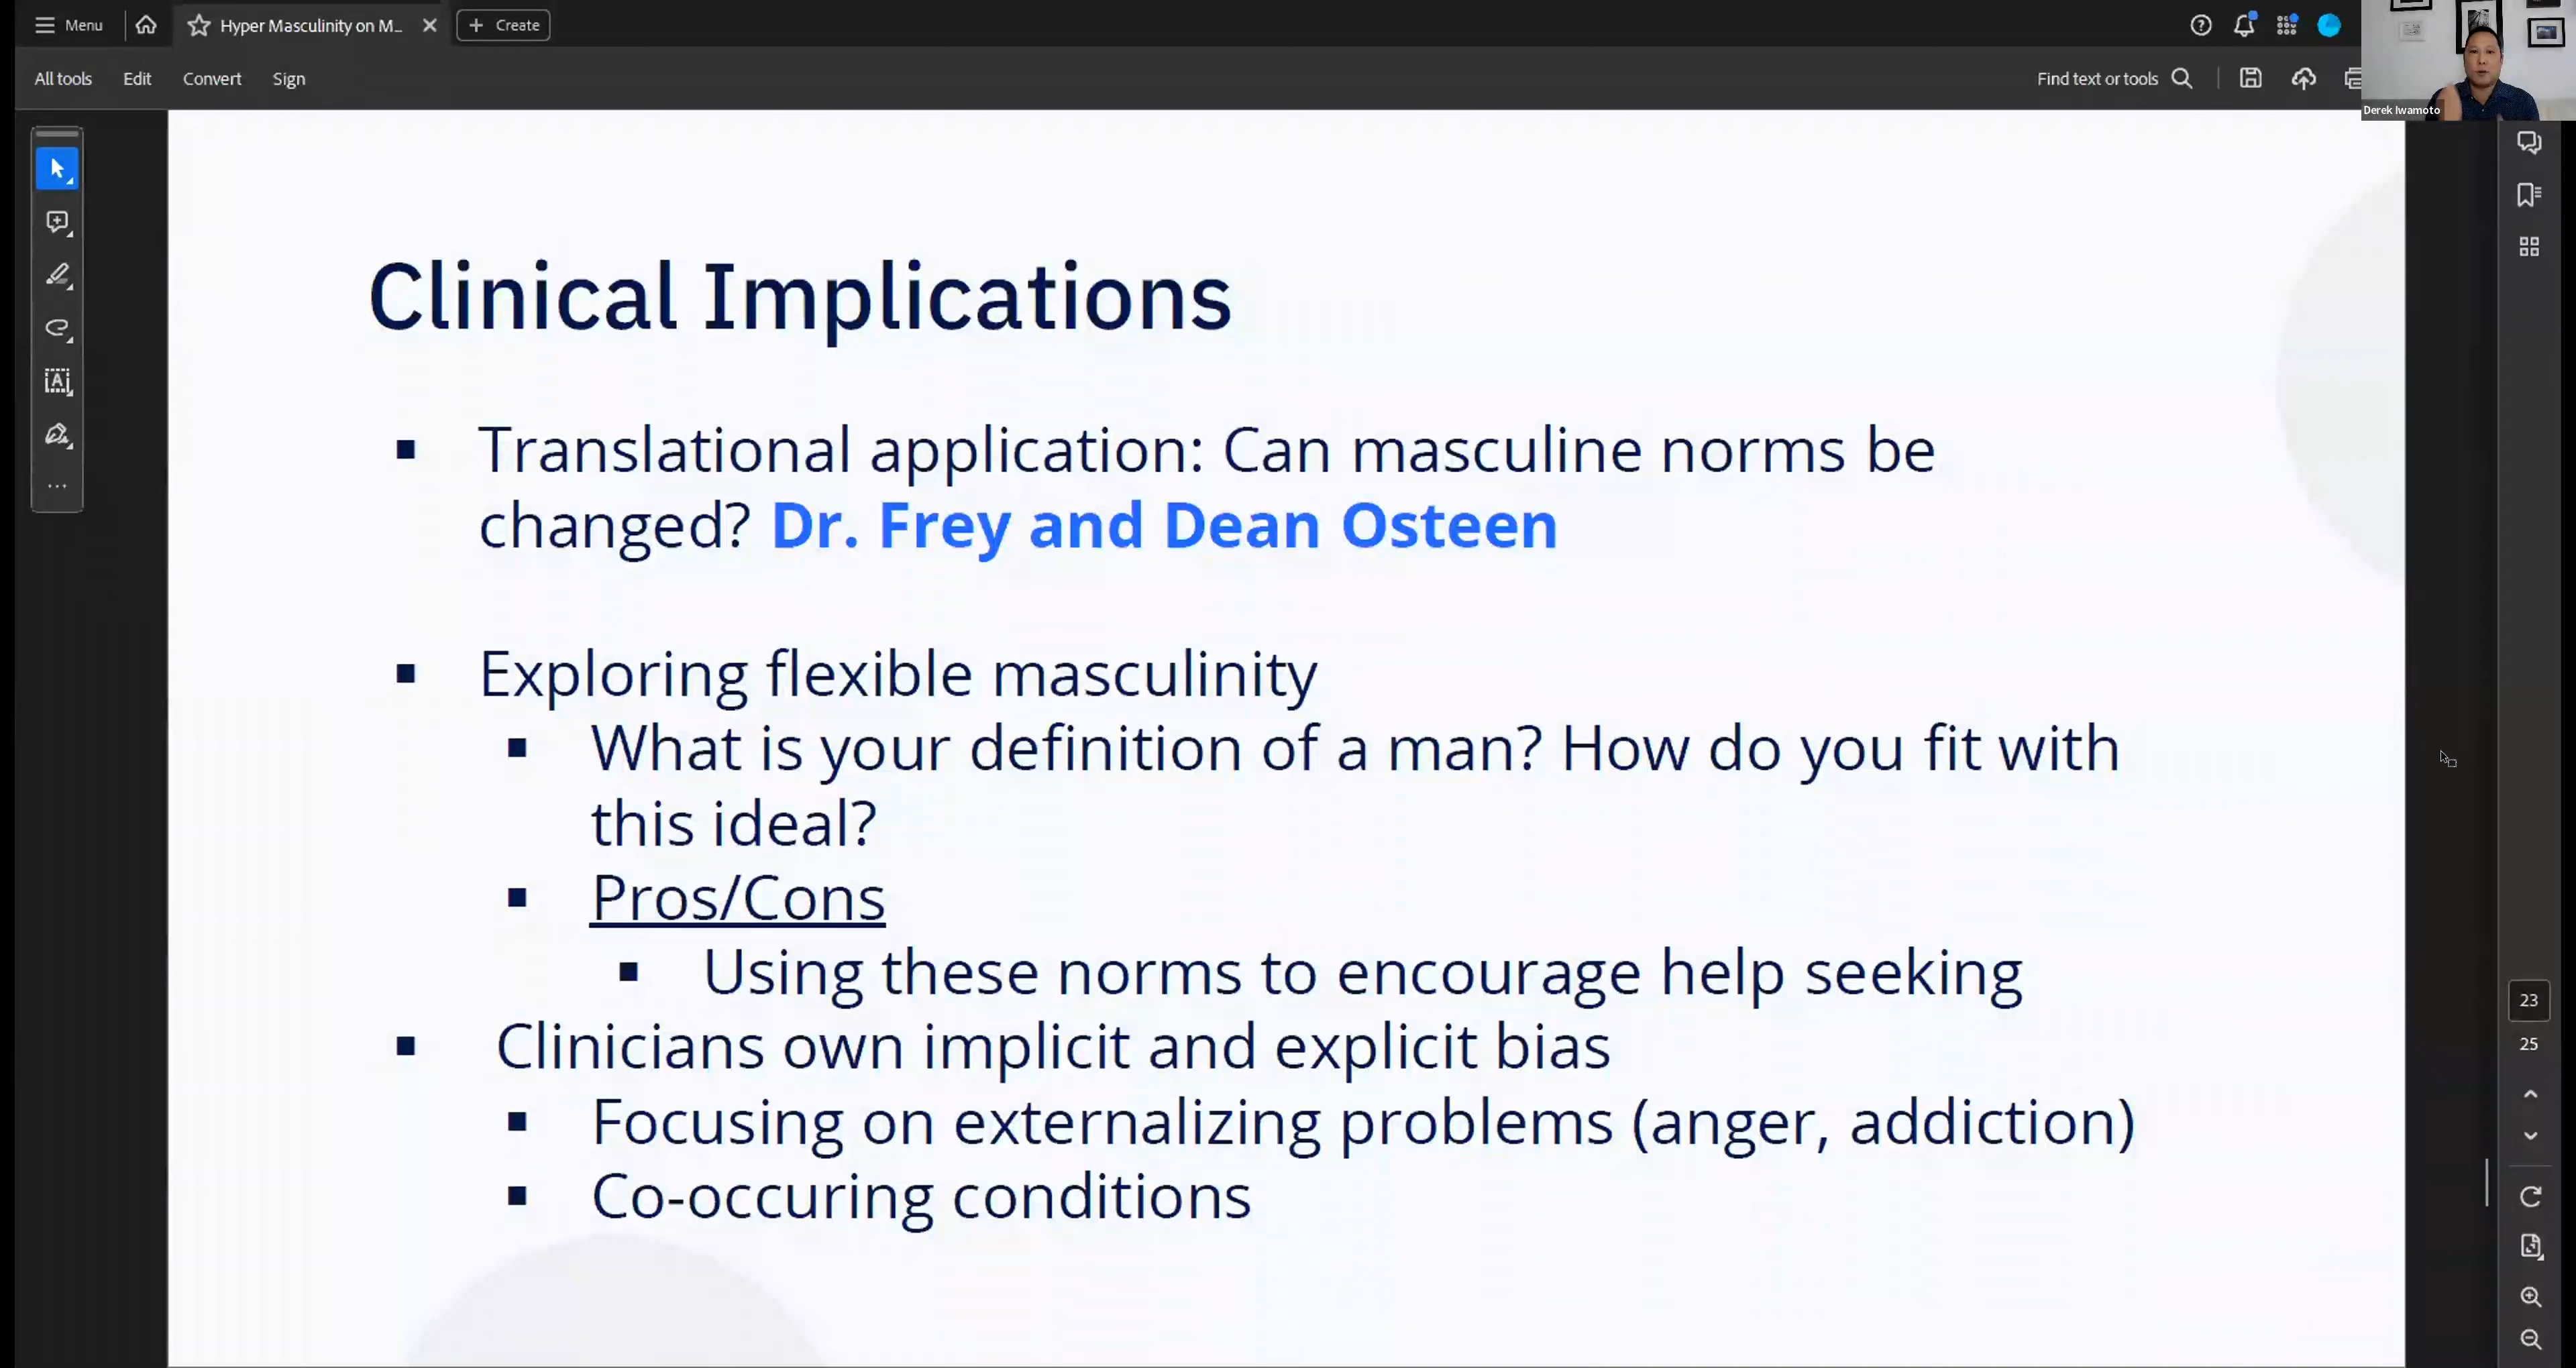 Menu
Hyper Masculinity on M...
Create
All tools
Edit
Convert
Sign
Find text or tools
Derek Iwamoto
Clinical Implications
Translational application: Can masculine norms be
changed? Dr. Frey and Dean Osteen
Exploring flexible masculinity
What is your definition of a man? How do you fit with
this ideal?
Pros/Cons
Using these norms to encourage help seeking
Clinicians own implicit and explicit bias
Focusing on externalizing problems (anger, addiction)
Co-occuring conditions
23
25